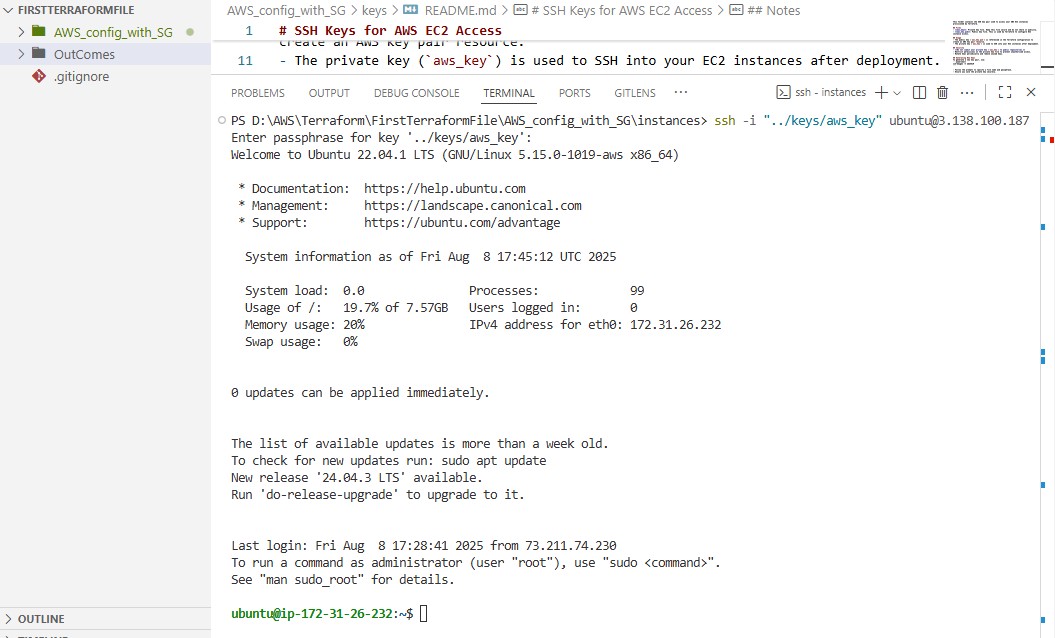 FIRSTTERRAFORMFILE
AWS_config_with_SG
OutComes
.gitignore
OUTLINE
AWS_config_with_SG > keys > README.md > # SSH Keys for AWS EC2 Access > ## Notes
1 # SSH Keys for AWS EC2 Access
create an AWS key pair resource.
11 - The private key (`aws_key`) is used to SSH into your EC2 instances after deployment.
PROBLEMS OUTPUT DEBUG CONSOLE TERMINAL PORTS GITLENS ... ssh - instances
PS D:\AWS\Terraform\FirstTerraformFile\AWS_config_with_SG\instances> ssh -i "../keys/aws_key" ubuntu@3.138.100.187
Enter passphrase for key '../keys/aws_key':
Welcome to Ubuntu 22.04.1 LTS (GNU/Linux 5.15.0-1019-aws x86_64)
* Documentation: https://help.ubuntu.com
* Management: https://landscape.canonical.com
* Support: https://ubuntu.com/advantage
System information as of Fri Aug 8 17:45:12 UTC 2025
System load: 0.0 Processes: 99
Usage of /: 19.7% of 7.57GB Users logged in: 0
Memory usage: 20% IPv4 address for eth0: 172.31.26.232
Swap usage: 0%
0 updates can be applied immediately.
The list of available updates is more than a week old.
To check for new updates run: sudo apt update
New release '24.04.3 LTS' available.
Run 'do-release-upgrade' to upgrade to it.
Last login: Fri Aug 8 17:28:41 2025 from 73.211.74.230
To run a command as administrator (user "root"), use "sudo <command>".
See "man sudo_root" for details.
ubuntu@ip-172-31-26-232:~$